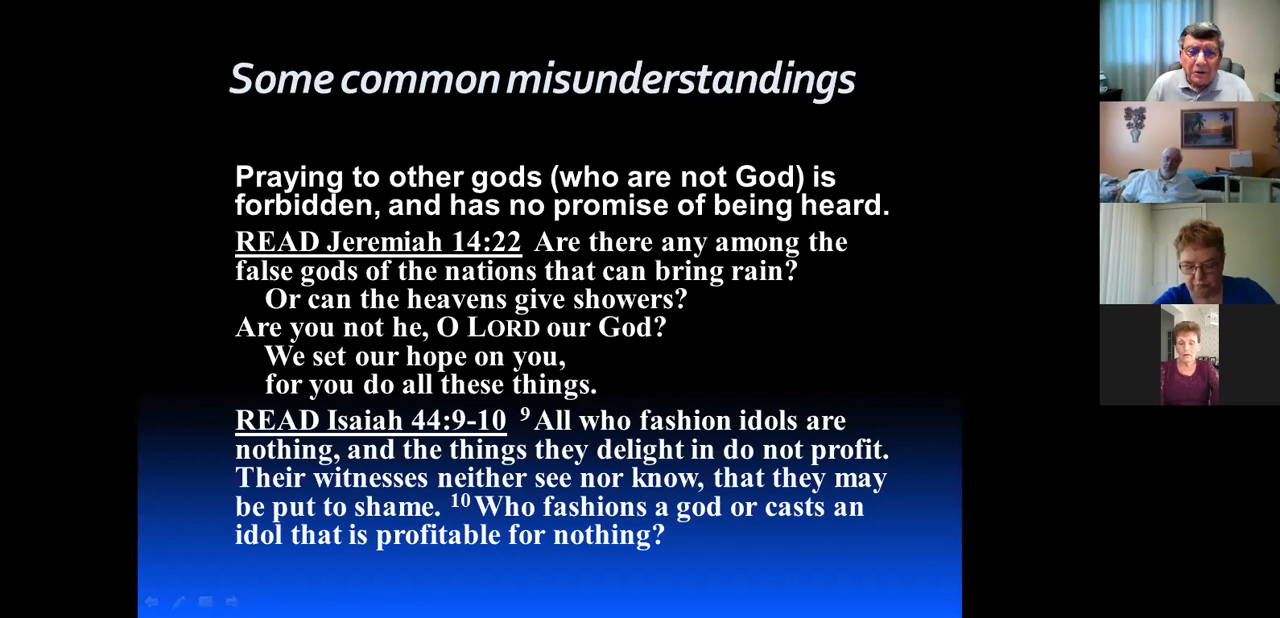 Some common misunderstandings
Praying to other gods (who are not God) is
forbidden, and has no promise of being heard.
READ Jeremiah 14:22 Are there any among the
false gods of the nations that can bring rain?
Or can the heavens give showers?
Are you not he, O LORD our God?
We set our hope on you,
for you do all these things.
READ Isaiah 44:9-10 ⁹All who fashion idols are
nothing, and the things they delight in do not profit.
Their witnesses neither see nor know, that they may
be put to shame. ¹⁰Who fashions a god or casts an
idol that is profitable for nothing?